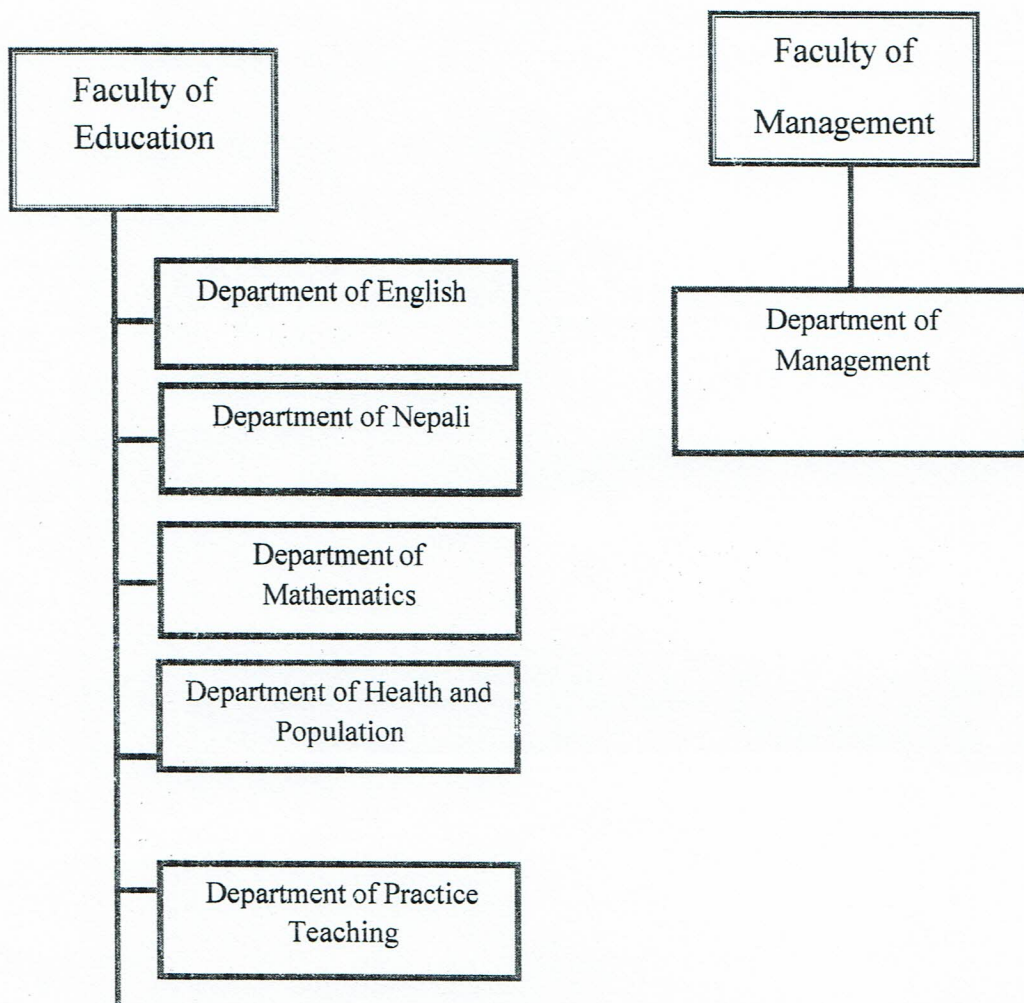 Faculty of
Education
Department of English
Department of Nepali
Department of
Mathematics
Department of Health and
Population
Department of Practice
Teaching
Faculty of
Management
Department of
Management